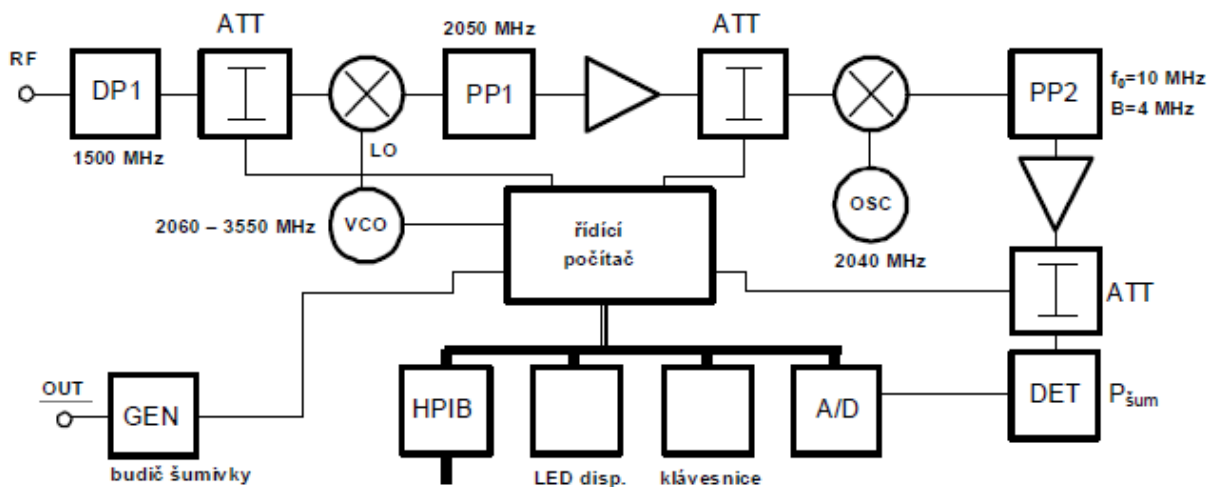 ATT
2050 MHz
ATT
RF
DP1
PP1
PP2
f₀=10 MHz
B=4 MHz
1500 MHz
LO
2060 – 3550 MHz
VCO
řídící
počítač
OSC
2040 MHz
ATT
OUT
GEN
HPIB
A/D
DET
Pšum
budič šumivky
LED disp.
klávesnice